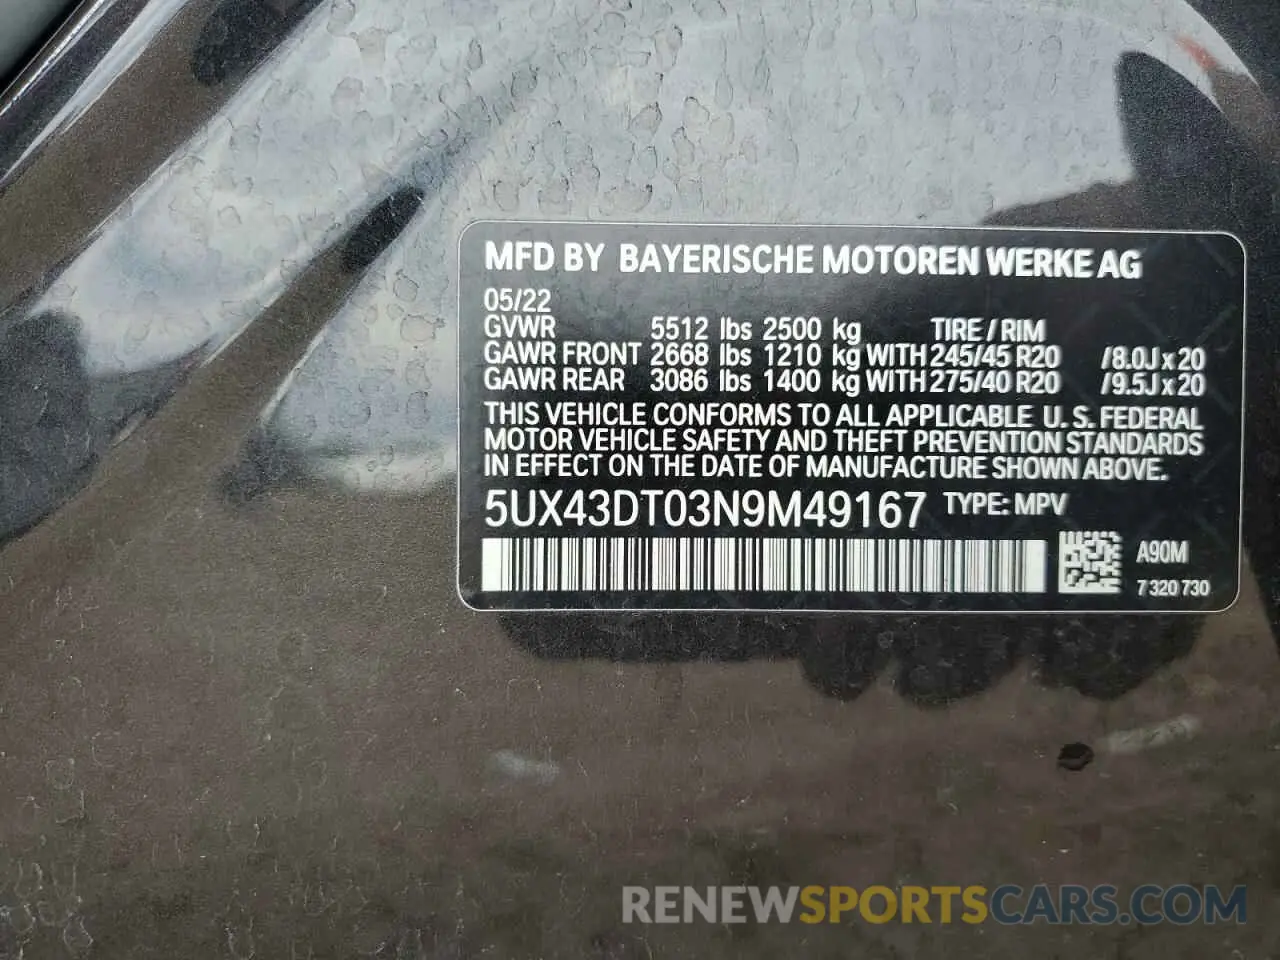 MFD BY BAYERISCHE MOTOREN WERKE AG
05/22
GVWR 5512 lbs 2500 kg TIRE / RIM
GAWR FRONT 2668 lbs 1210 kg WITH 245/45 R20 /8.0J x 20
GAWR REAR 3086 lbs 1400 kg WITH 275/40 R20 /9.5J x 20
THIS VEHICLE CONFORMS TO ALL APPLICABLE U. S. FEDERAL
MOTOR VEHICLE SAFETY AND THEFT PREVENTION STANDARDS
IN EFFECT ON THE DATE OF MANUFACTURE SHOWN ABOVE.
5UX43DT03N9M49167 TYPE: MPV
A90M
7 320 730
RENEWSPORTSCARS.COM